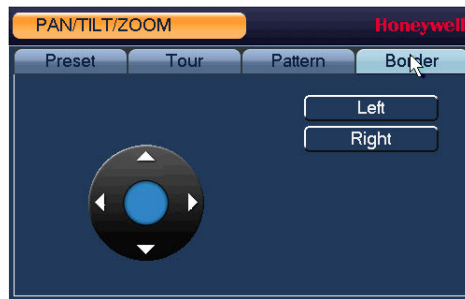 PAN/TILT/ZOOM
Honeywell
Preset Tour Pattern Border
Left
Right